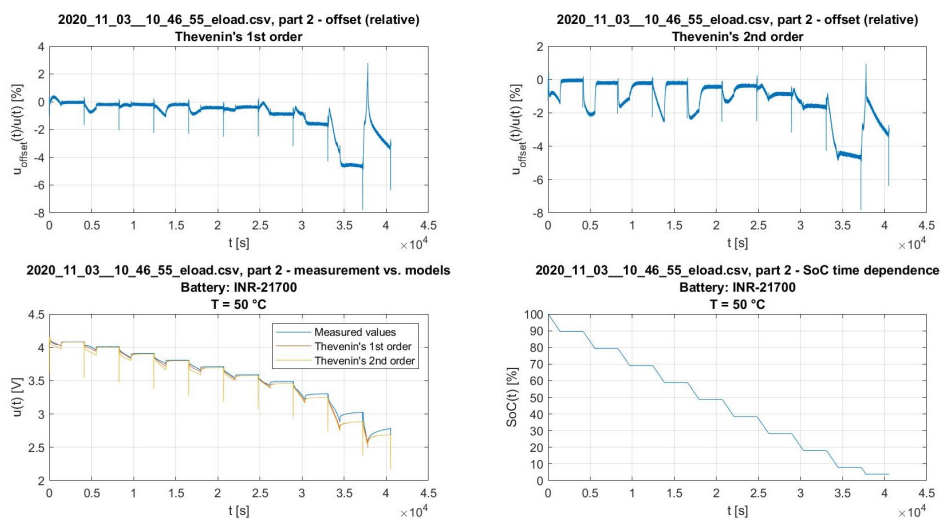 2020_11_03__10_46_55_eload.csv, part 2 - offset (relative)
Thevenin's 1st order
4
2
0
-2
-4
-6
-8
u_offset(t)/u(t) [%]
0 0.5 1 1.5 2 2.5 3 3.5 4 4.5
t [s]
×10^4
2020_11_03__10_46_55_eload.csv, part 2 - offset (relative)
Thevenin's 2nd order
2
0
-2
-4
-6
-8
u_offset(t)/u(t) [%]
0 0.5 1 1.5 2 2.5 3 3.5 4 4.5
t [s]
×10^4
2020_11_03__10_46_55_eload.csv, part 2 - measurement vs. models
Battery: INR-21700
T = 50 °C
4.5
4
3.5
3
2.5
2
u(t) [V]
Measured values
Thevenin's 1st order
Thevenin's 2nd order
0 0.5 1 1.5 2 2.5 3 3.5 4 4.5
t [s]
×10^4
2020_11_03__10_46_55_eload.csv, part 2 - SoC time dependence
Battery: INR-21700
T = 50 °C
100
90
80
70
60
50
40
30
20
10
0
SoC(t) [%]
0 0.5 1 1.5 2 2.5 3 3.5 4 4.5
t [s]
×10^4